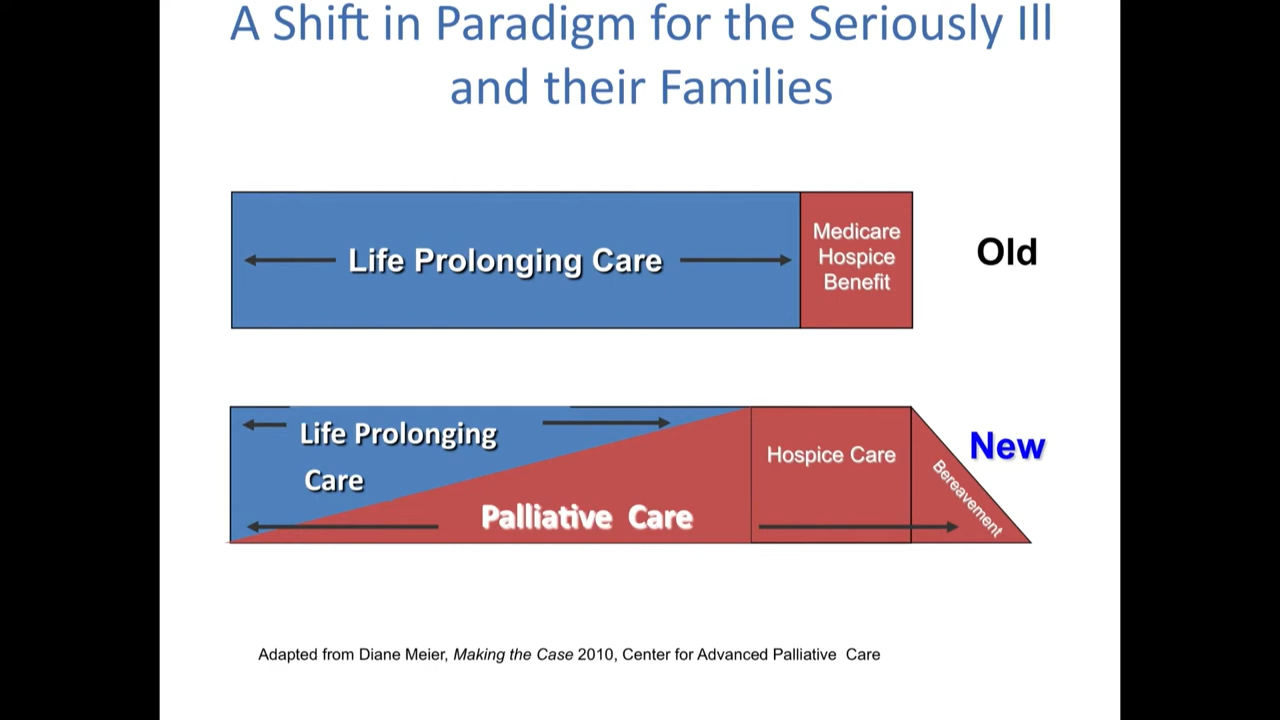 A Shift in Paradigm for the Seriously Ill
and their Families
Life Prolonging Care
Medicare
Hospice
Benefit
Old
Life Prolonging
Care
Palliative Care
Hospice Care
Bereavement
New
Adapted from Diane Meier, Making the Case 2010, Center for Advanced Palliative Care